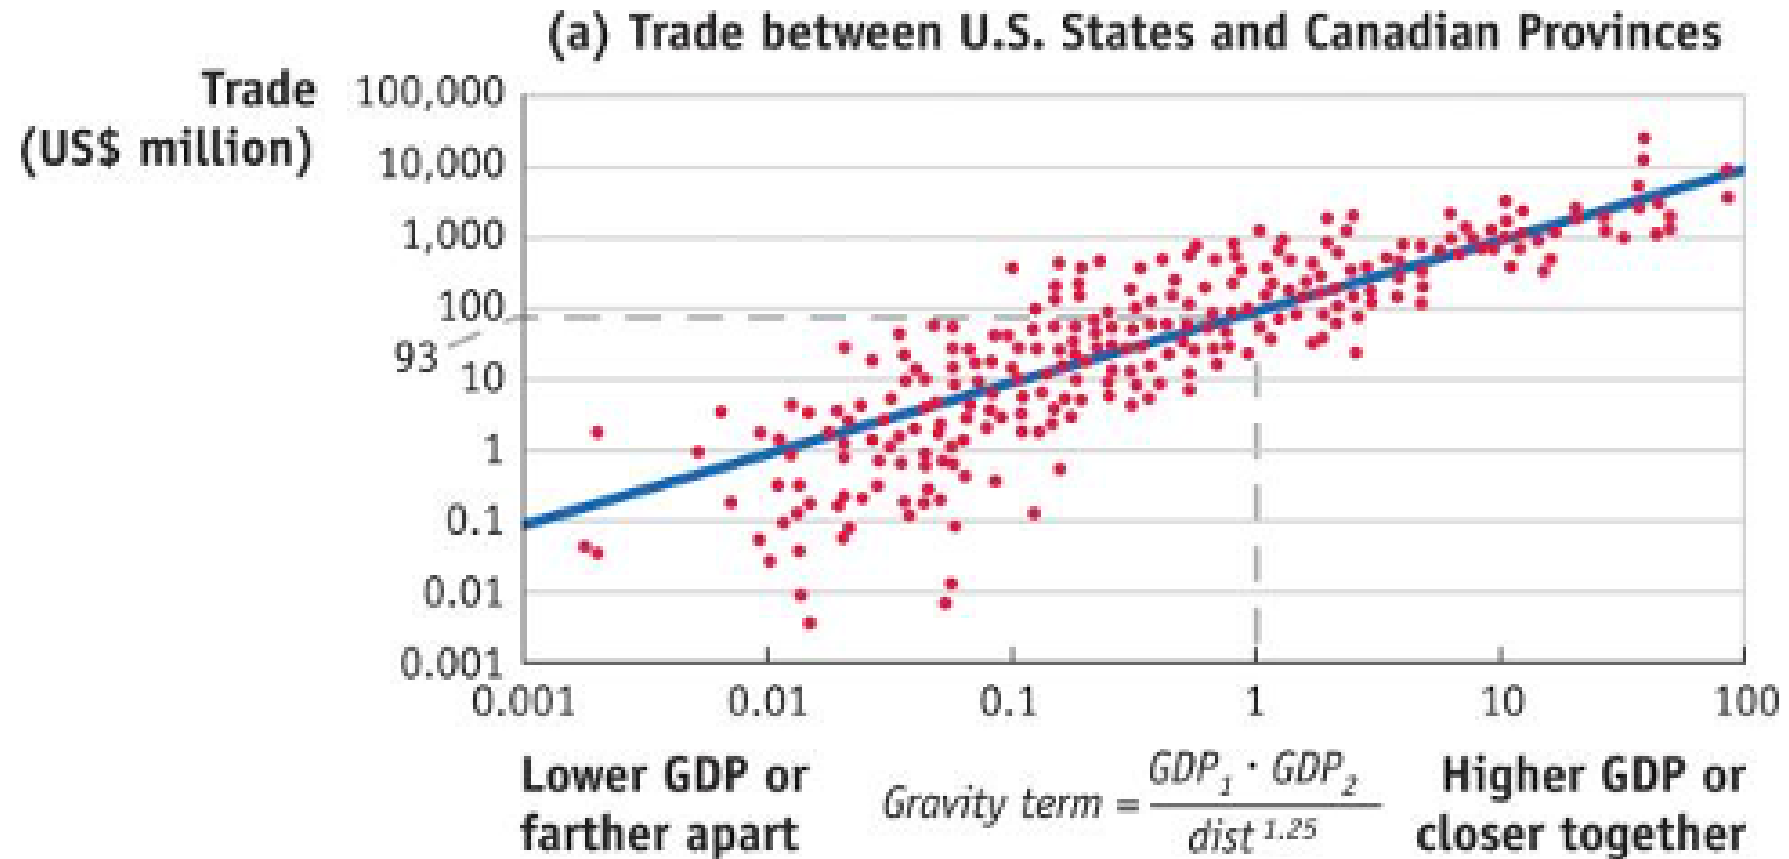 (a) Trade between U.S. States and Canadian Provinces
Trade
(US$ million)
100,000
10,000
1,000
100
93
10
1
0.1
0.01
0.001
0.001 0.01 0.1 1 10 100
Lower GDP or
farther apart
Gravity term = GDP₁ · GDP₂
dist 1.25
Higher GDP or
closer together